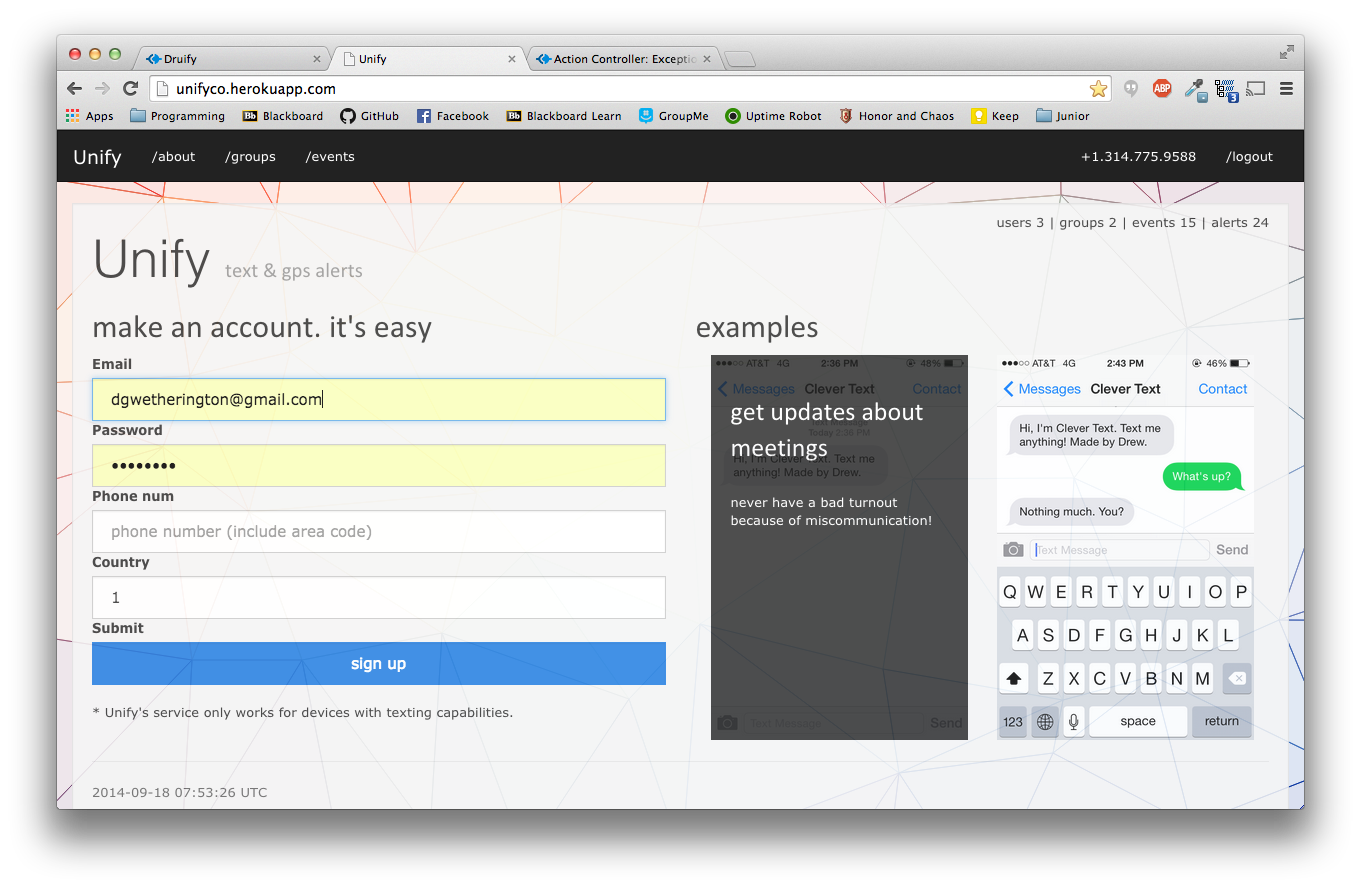 Druify
Unify
Action Controller: Exceptio
unifyco.herokuapp.com
ABP
3
Apps
Programming
Bb Blackboard
GitHub
Facebook
Bb Blackboard Learn
GroupMe
Uptime Robot
Honor and Chaos
Keep
Junior
Unify /about /groups /events +1.314.775.9588 /logout
users 3 | groups 2 | events 15 | alerts 24
Unify text & gps alerts
make an account. it's easy
Email
dgwetherington@gmail.com
Password
••••••••
Phone num
phone number (include area code)
Country
1
Submit
sign up
* Unify's service only works for devices with texting capabilities.
examples
AT&T 4G 2:36 PM 48%
Messages Clever Text Contact
get updates about
Text Message
Today 2:36 PM
meetings
Hi, I'm Clever Text. Text me
anything! Made by Drew.
never have a bad turnout
because of miscommunication!
Text Message Send
AT&T 4G 2:43 PM 46%
Messages Clever Text Contact
Hi, I'm Clever Text. Text me
anything! Made by Drew.
What's up?
Nothing much. You?
Text Message Send
Q W E R T Y U I O P
A S D F G H J K L
Z X C V B N M
123 space return
2014-09-18 07:53:26 UTC